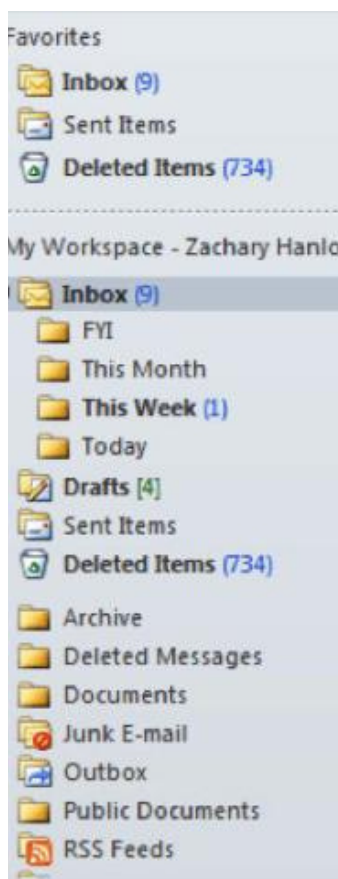 Favorites
Inbox (9)
Sent Items
Deleted Items (734)
My Workspace - Zachary Hanlo
Inbox (9)
FYI
This Month
This Week (1)
Today
Drafts [4]
Sent Items
Deleted Items (734)
Archive
Deleted Messages
Documents
Junk E-mail
Outbox
Public Documents
RSS Feeds